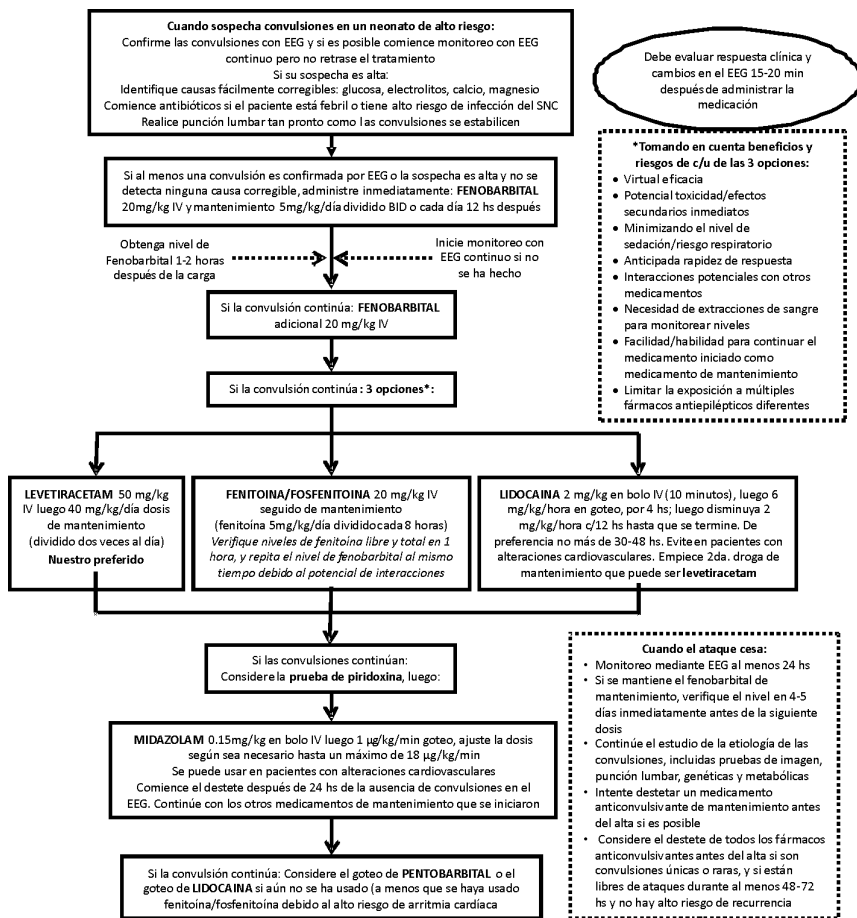 Cuando sospecha convulsiones en un neonato de alto riesgo:
Confirme las convulsiones con EEG y si es posible comience monitoreo con EEG
continuo pero no retrase el tratamiento
Si su sospecha es alta:
Identifique causas fácilmente corregibles: glucosa, electrolitos, calcio, magnesio
Comience antibióticos si el paciente está febril o tiene alto riesgo de infección del SNC
Realice punción lumbar tan pronto como las convulsiones se estabilicen
Debe evaluar respuesta clínica y
cambios en el EEG 15-20 min
después de administrar la
medicación
Si al menos una convulsión es confirmada por EEG o la sospecha es alta y no se
detecta ninguna causa corregible, administre inmediatamente: FENOBARBITAL
20mg/kg IV y mantenimiento 5mg/kg/día dividido BID o cada día 12 hs después
*Tomando en cuenta beneficios y
riesgos de c/u de las 3 opciones:
• Virtual eficacia
• Potencial toxicidad/efectos
secundarios inmediatos
• Minimizando el nivel de
sedación/riesgo respiratorio
• Anticipada rapidez de respuesta
• Interacciones potenciales con otros
medicamentos
• Necesidad de extracciones de sangre
para monitorear niveles
• Facilidad/habilidad para continuar el
medicamento iniciado como
medicamento de mantenimiento
• Limitar la exposición a múltiples
fármacos antiepilépticos diferentes
Obtenga nivel de
Fenobarbital 1-2 horas
después de la carga
Inicie monitoreo con
EEG continuo si no
se ha hecho
Si la convulsión continúa: FENOBARBITAL
adicional 20 mg/kg IV
Si la convulsión continúa: 3 opciones*:
LEVETIRACETAM 50 mg/kg
IV luego 40 mg/kg/día dosis
de mantenimiento
(dividido dos veces al día)
Nuestro preferido
FENITOINA/FOSFENITOINA 20 mg/kg IV
seguido de mantenimiento
(fenitoína 5mg/kg/día dividido cada 8 horas)
Verifique niveles de fenitoína libre y total en 1
hora, y repita el nivel de fenobarbital al mismo
tiempo debido al potencial de interacciones
LIDOCAINA 2 mg/kg en bolo IV (10 minutos), luego 6
mg/kg/hora en goteo, por 4 hs; luego disminuya 2
mg/kg/hora c/12 hs hasta que se termine. De
preferencia no más de 30-48 hs. Evite en pacientes con
alteraciones cardiovasculares. Empiece 2da. droga de
mantenimiento que puede ser levetiracetam
Si las convulsiones continúan:
Considere la prueba de piridoxina, luego:
MIDAZOLAM 0.15mg/kg en bolo IV luego 1 µg/kg/min goteo, ajuste la dosis
según sea necesario hasta un máximo de 18 µg/kg/min
Se puede usar en pacientes con alteraciones cardiovasculares
Comience el destete después de 24 hs de la ausencia de convulsiones en el
EEG. Continúe con los otros medicamentos de mantenimiento que se iniciaron
Si la convulsión continúa: Considere el goteo de PENTOBARBITAL o el
goteo de LIDOCAINA si aún no se ha usado (a menos que se haya usado
fenitoína/fosfenitoína debido al alto riesgo de arritmia cardíaca
Cuando el ataque cesa:
• Monitoreo mediante EEG al menos 24 hs
• Si se mantiene el fenobarbital de
mantenimiento, verifique el nivel en 4-5
días inmediatamente antes de la siguiente
dosis
• Continúe el estudio de la etiología de las
convulsiones, incluidas pruebas de imagen,
punción lumbar, genéticas y metabólicas
• Intente destetar un medicamento
anticonvulsivante de mantenimiento antes
del alta si es posible
• Considere el destete de todos los fármacos
anticonvulsivantes antes del alta si son
convulsiones únicas o raras, y si están
libres de ataques durante al menos 48-72
hs y no hay alto riesgo de recurrencia